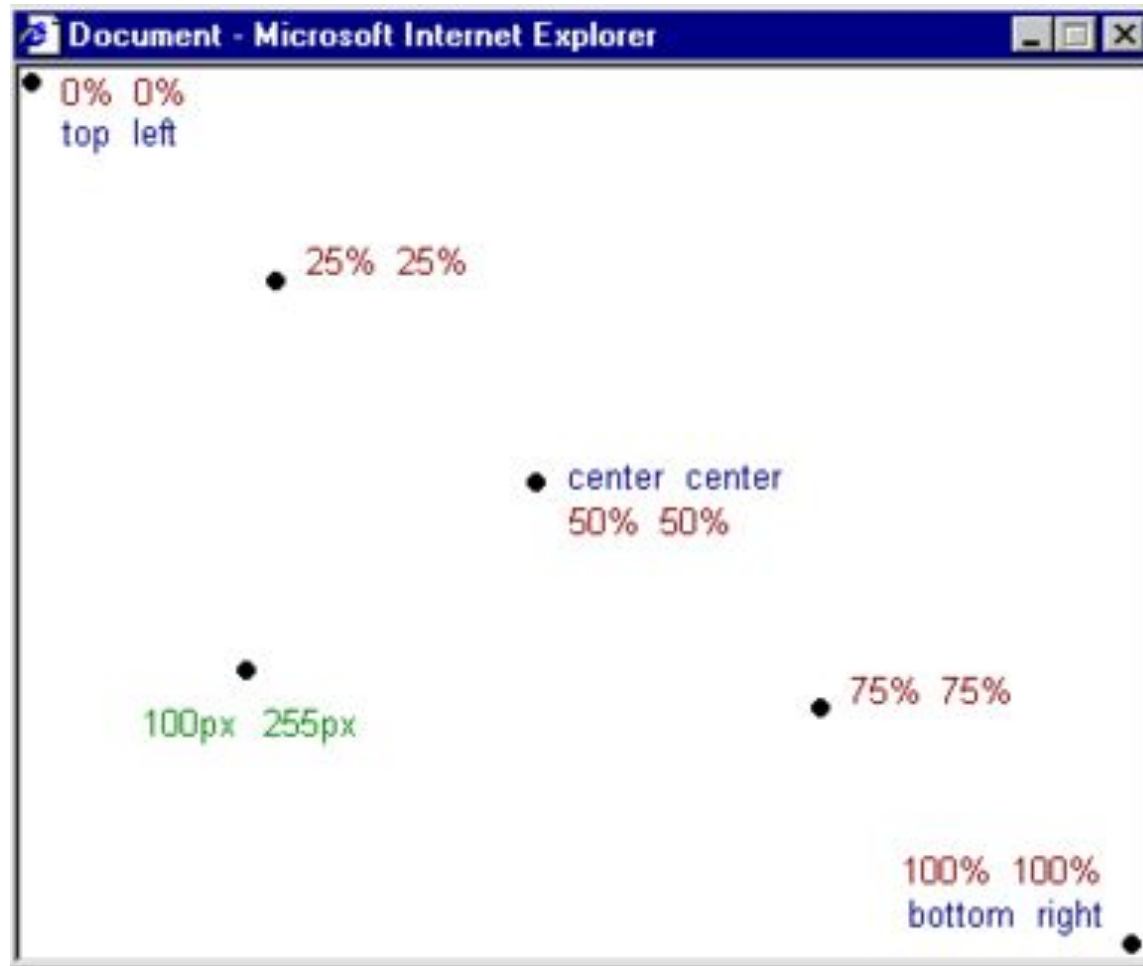 Document - Microsoft Internet Explorer
0% 0%
top left
25% 25%
center center
50% 50%
100px 255px
75% 75%
100% 100%
bottom right